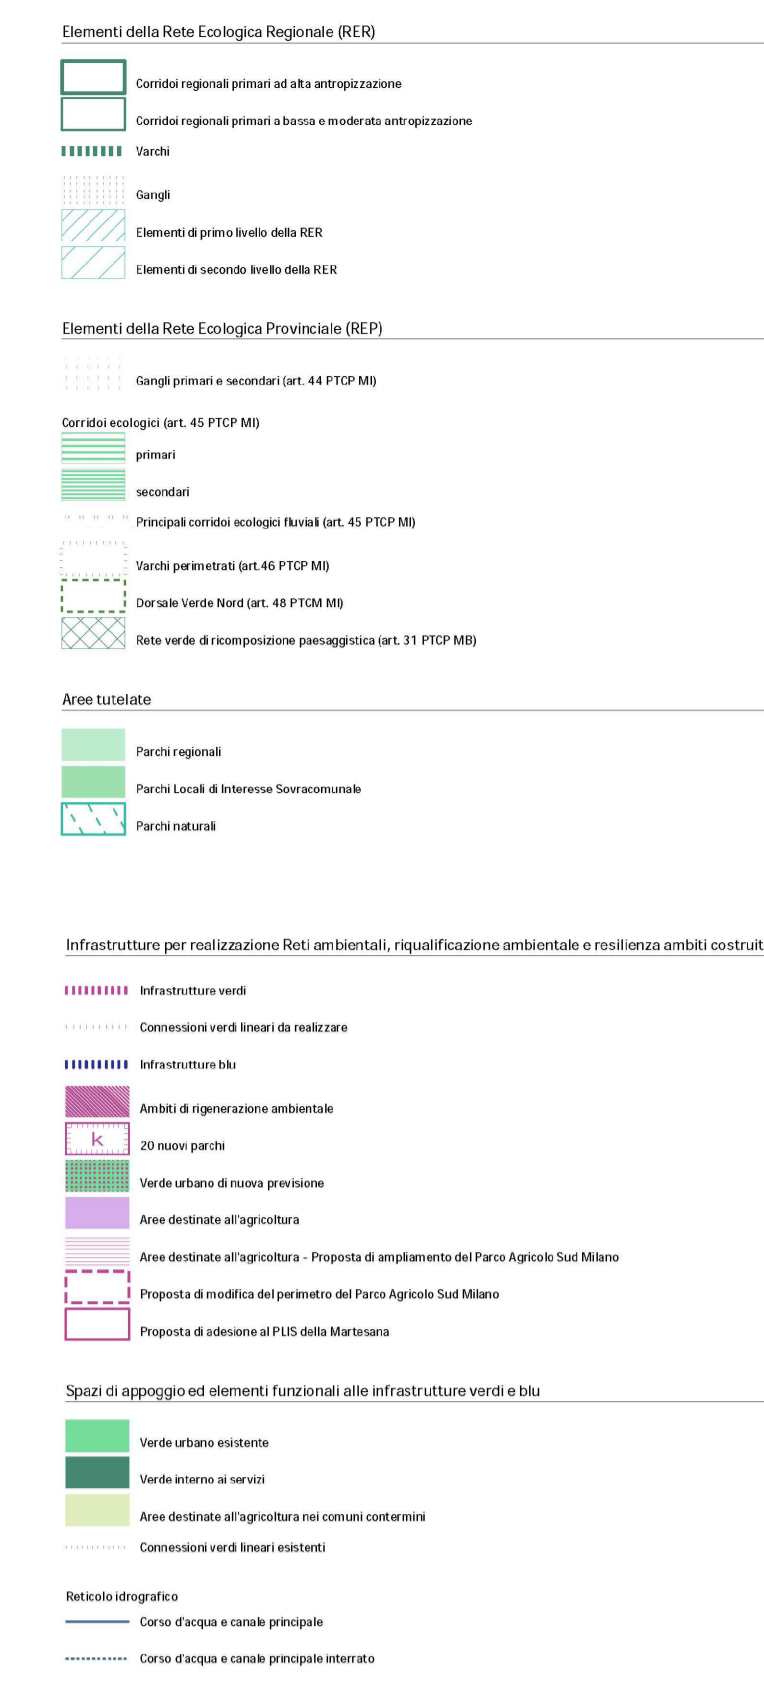 Elementi della Rete Ecologica Regionale (RER)
Corridoi regionali primari ad alta antropizzazione
Corridoi regionali primari a bassa e moderata antropizzazione
Varchi
Gangli
Elementi di primo livello della RER
Elementi di secondo livello della RER
Elementi della Rete Ecologica Provinciale (REP)
Gangli primari e secondari (art. 44 PTCP MI)
Corridoi ecologici (art. 45 PTCP MI)
primari
secondari
Principali corridoi ecologici fluviali (art. 45 PTCP MI)
Varchi perimetrati (art.46 PTCP MI)
Dorsale Verde Nord (art. 48 PTCM MI)
Rete verde di ricomposizione paesaggistica (art. 31 PTCP MB)
Aree tutelate
Parchi regionali
Parchi Locali di Interesse Sovracomunale
Parchi naturali
Infrastrutture per realizzazione Reti ambientali, riqualificazione ambientale e resilienza ambiti costruit
Infrastrutture verdi
Connessioni verdi lineari da realizzare
Infrastrutture blu
Ambiti di rigenerazione ambientale
k
20 nuovi parchi
Verde urbano di nuova previsione
Aree destinate all'agricoltura
Aree destinate all'agricoltura - Proposta di ampliamento del Parco Agricolo Sud Milano
Proposta di modifica del perimetro del Parco Agricolo Sud Milano
Proposta di adesione al PLIS della Martesana
Spazi di appoggio ed elementi funzionali alle infrastrutture verdi e blu
Verde urbano esistente
Verde interno ai servizi
Aree destinate all'agricoltura nei comuni contermini
Connessioni verdi lineari esistenti
Reticolo idrografico
Corso d'acqua e canale principale
Corso d'acqua e canale principale interrato